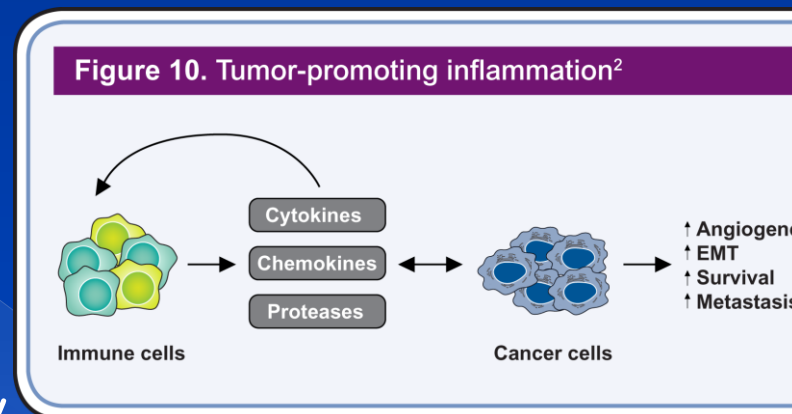 Figure 10. Tumor-promoting inflammation²
Cytokines
Chemokines
Proteases
Immune cells
Cancer cells
↑ Angiogene
↑ EMT
↑ Survival
↑ Metastasis